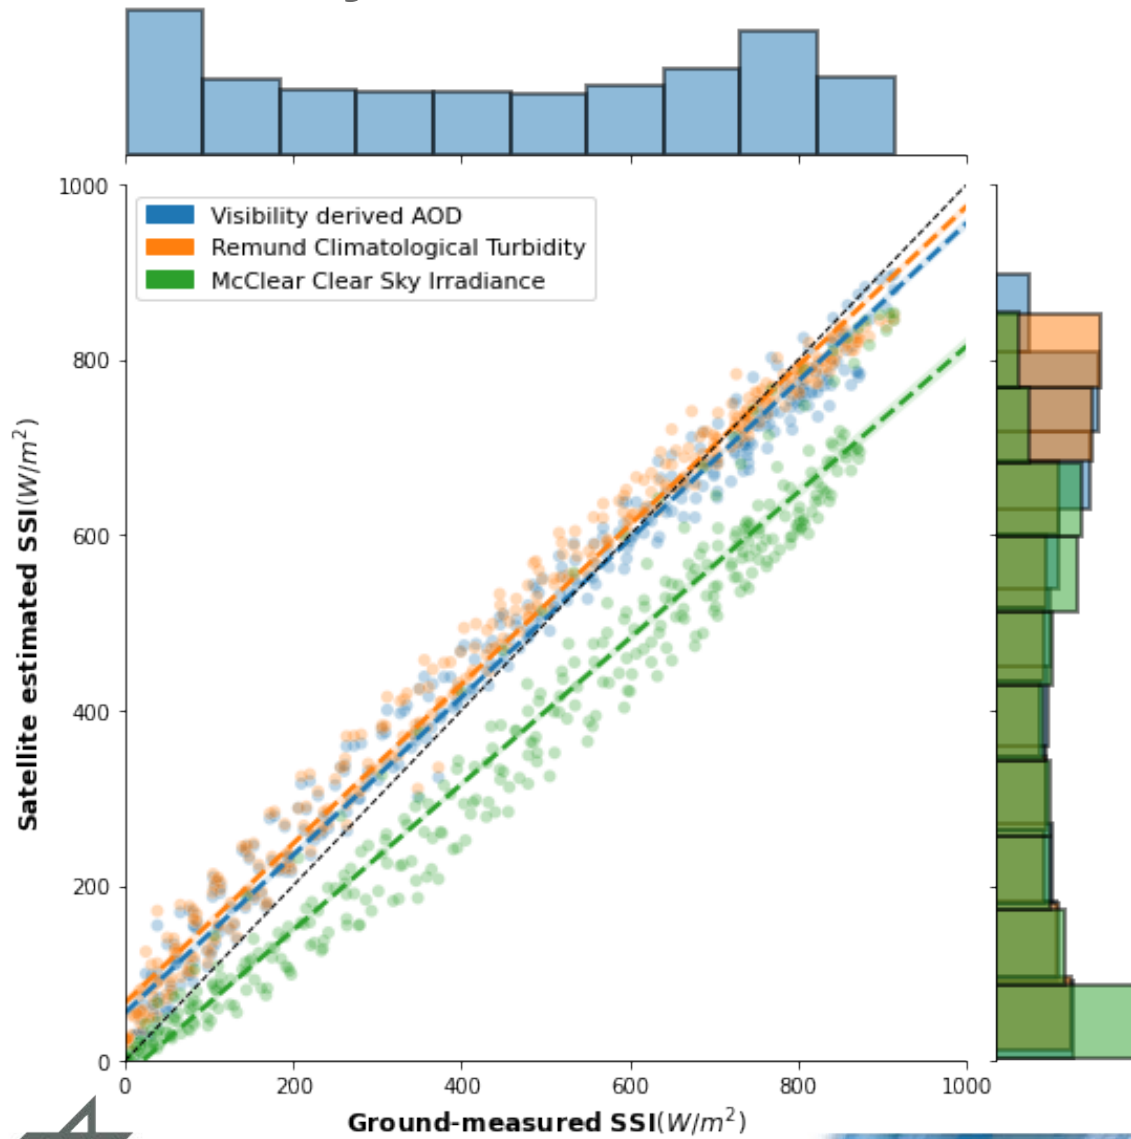 1000
800
600
400
200
0
Visibility derived AOD
Remund Climatological Turbidity
McClear Clear Sky Irradiance
Satellite estimated SSI(W/m²)
0 200 400 600 800 1000
Ground-measured SSI(W/m²)